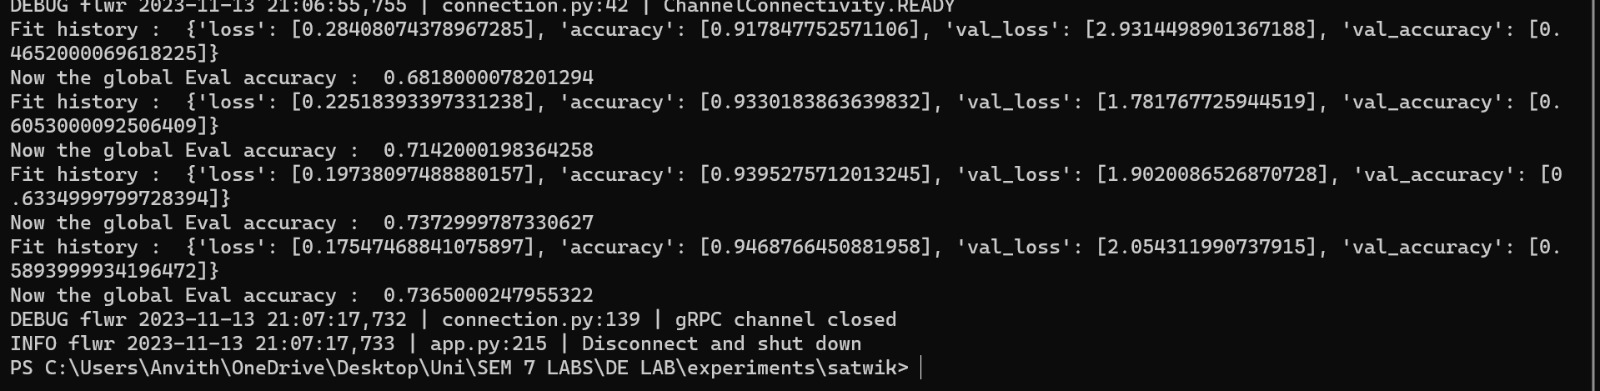 DEBUG flwr 2023-11-13 21:06:55,755 | connection.py:42 | ChannelConnectivity.READY
Fit history :  {'loss': [0.28408074378967285], 'accuracy': [0.917847752571106], 'val_loss': [2.9314498901367188], 'val_accuracy': [0.
4652000069618225]}
Now the global Eval accuracy :  0.6818000078201294
Fit history :  {'loss': [0.22518393397331238], 'accuracy': [0.9330183863639832], 'val_loss': [1.781767725944519], 'val_accuracy': [0.
6053000092506409]}
Now the global Eval accuracy :  0.7142000198364258
Fit history :  {'loss': [0.19738097488880157], 'accuracy': [0.9395275712013245], 'val_loss': [1.9020086526870728], 'val_accuracy': [0
.6334999799728394]}
Now the global Eval accuracy :  0.7372999787330627
Fit history :  {'loss': [0.17547468841075897], 'accuracy': [0.9468766450881958], 'val_loss': [2.054311990737915], 'val_accuracy': [0.
5893999934196472]}
Now the global Eval accuracy :  0.7365000247955322
DEBUG flwr 2023-11-13 21:07:17,732 | connection.py:139 | gRPC channel closed
INFO flwr 2023-11-13 21:07:17,733 | app.py:215 | Disconnect and shut down
PS C:\Users\Anvith\OneDrive\Desktop\Uni\SEM 7 LABS\DE LAB\experiments\satwik>